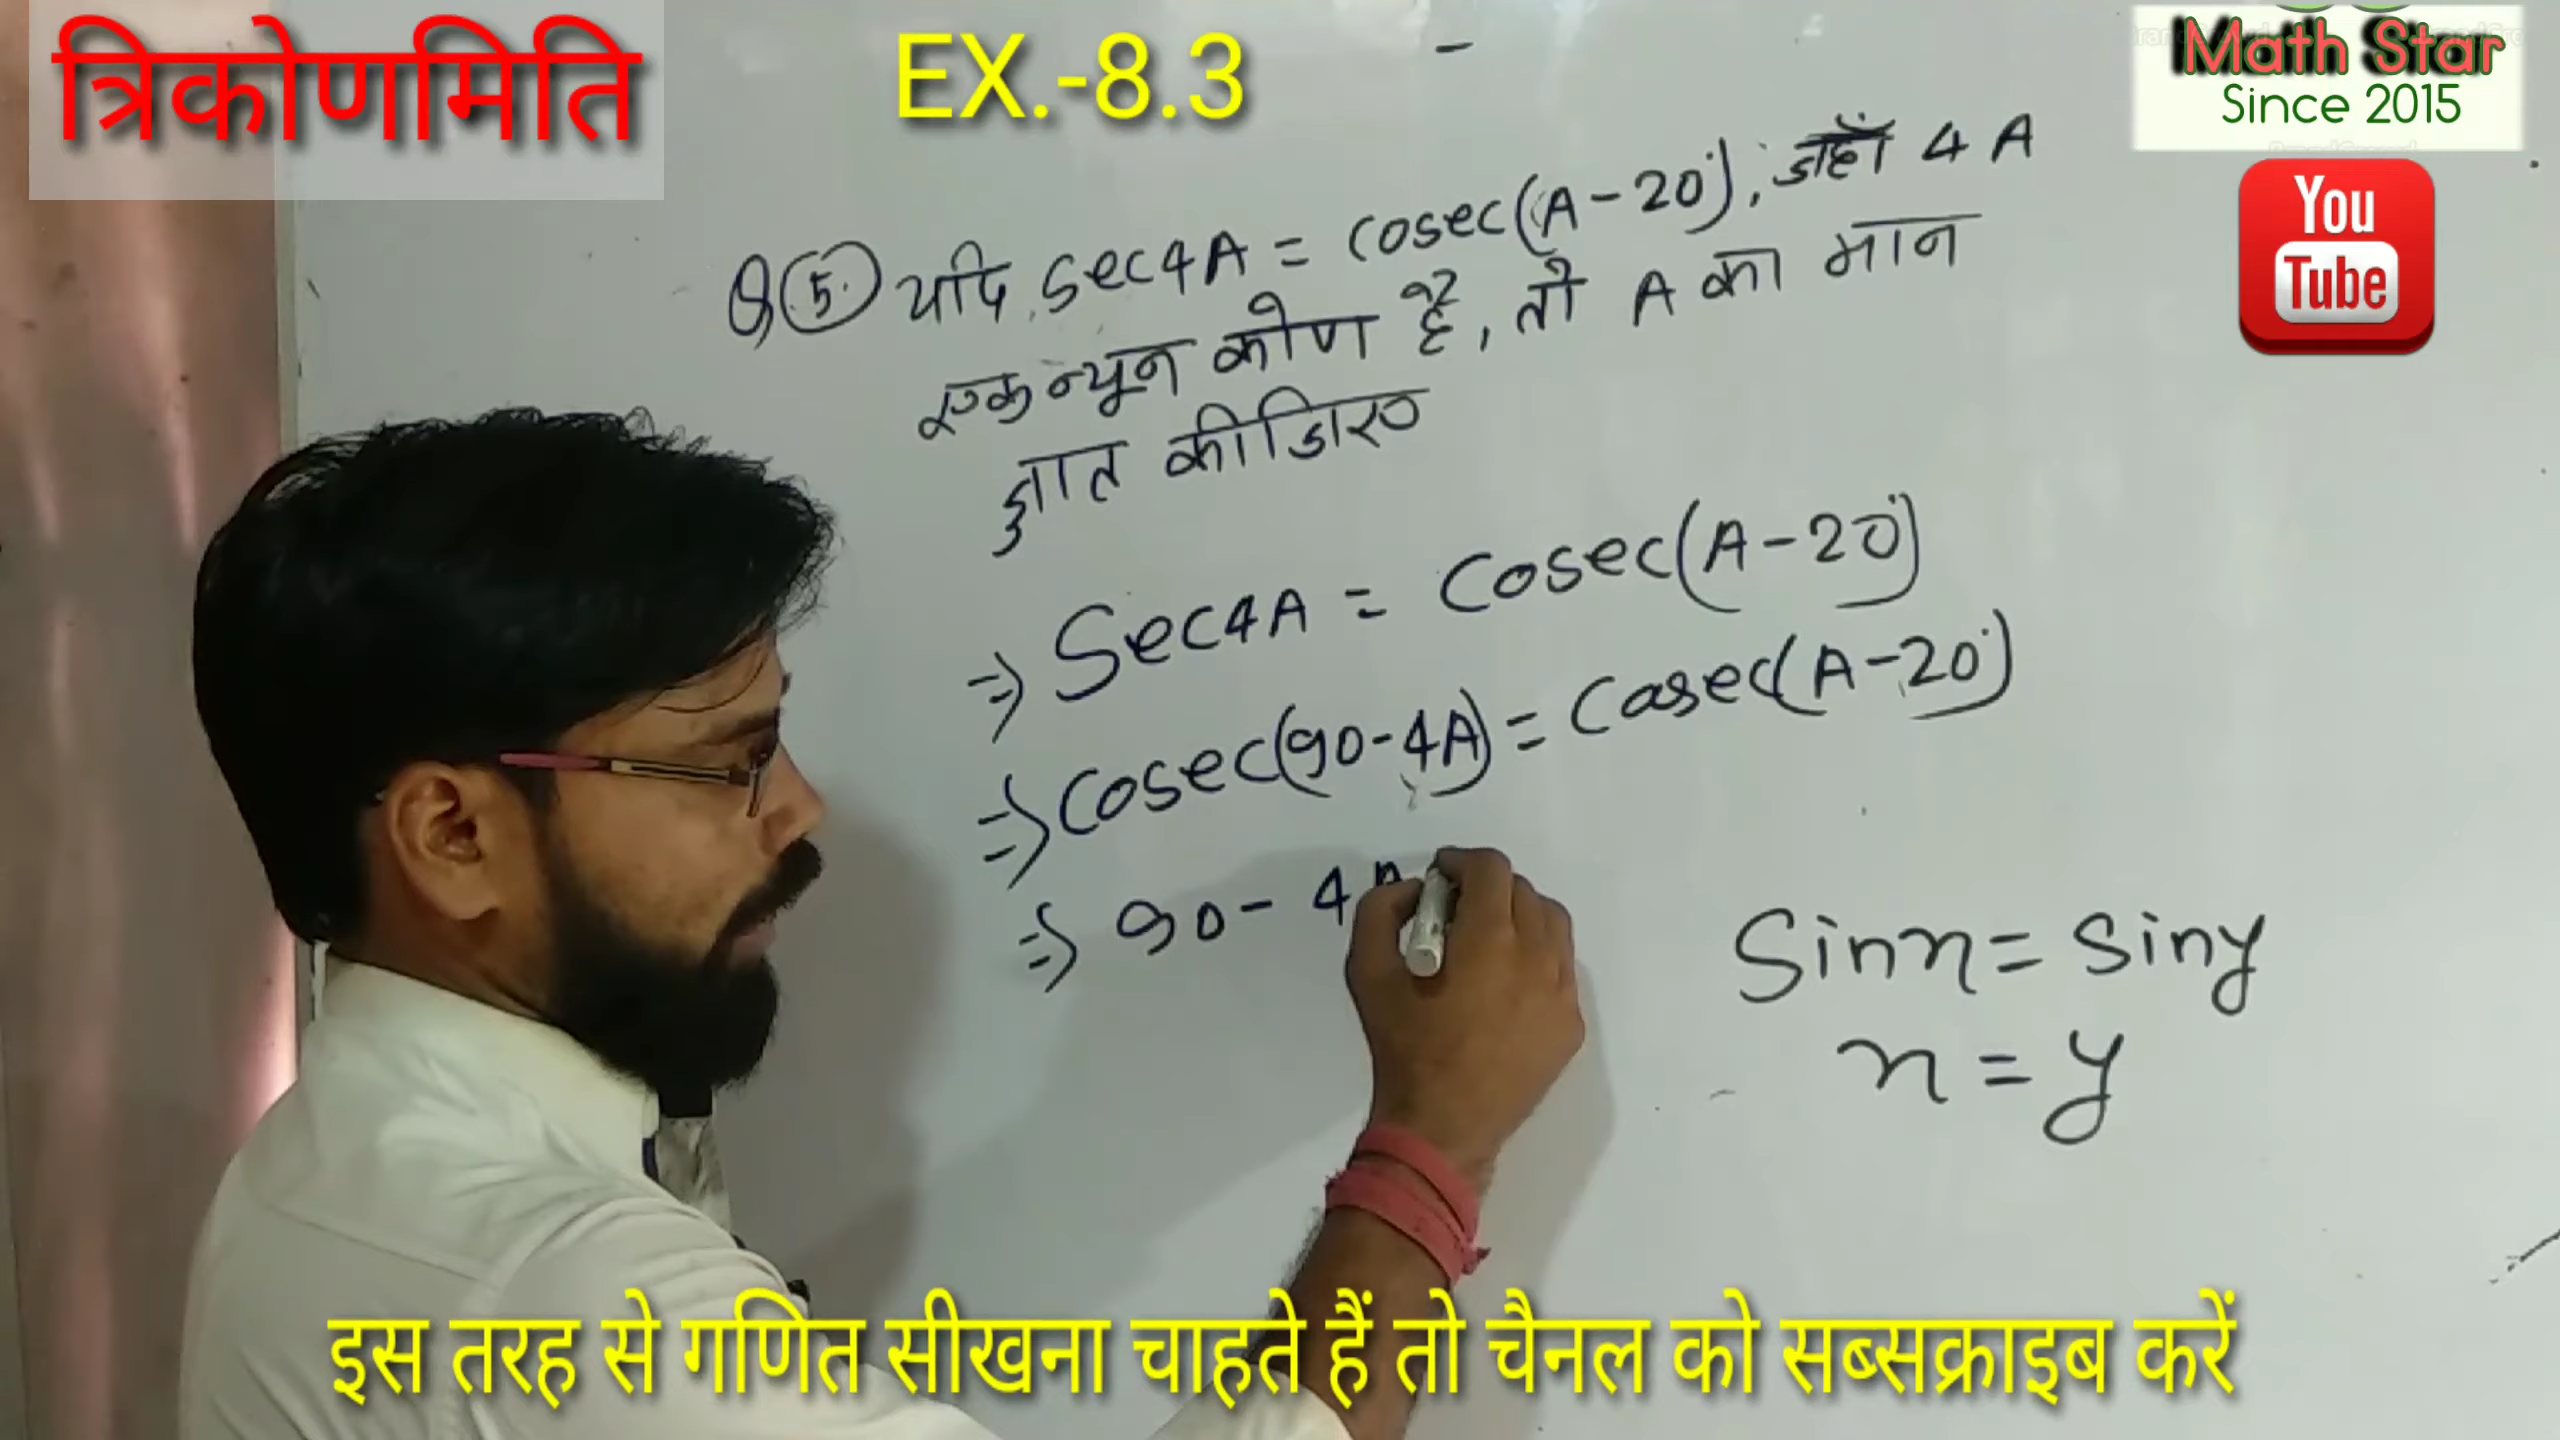 त्रिकोणमिति
EX.-8.3
Math Star
Since 2015
You
Tube
Q 5. यदि sec4A = cosec(A-20°), जहाँ 4A
एक न्यून कोण है, तो A का मान
ज्ञात कीजिए
⇒ Sec4A = Cosec(A-20°)
⇒ Cosec(90-4A) = Cosec(A-20°)
⇒ 90-4A
Sinx = Siny
x = y
इस तरह से गणित सीखना चाहते हैं तो चैनल को सब्सक्राइब करें